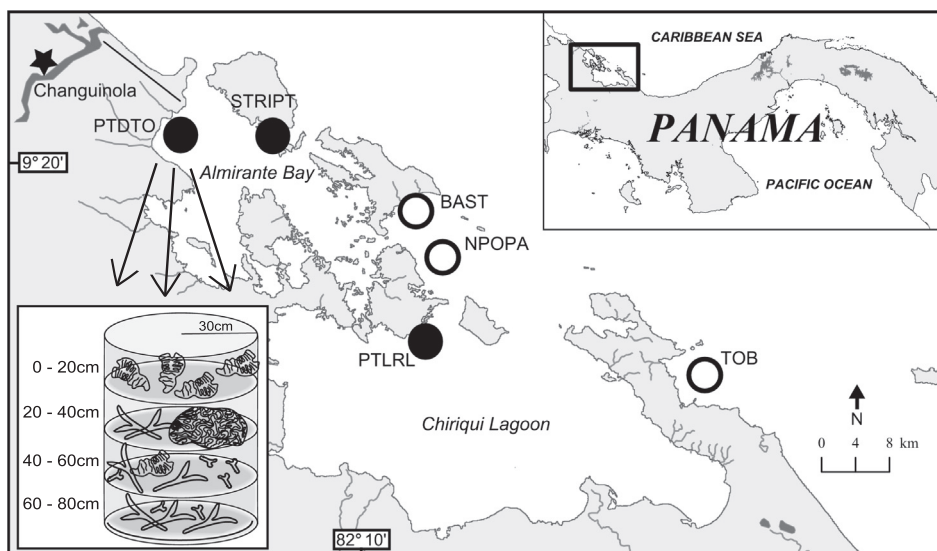 CARIBBEAN SEA
PANAMA
PACIFIC OCEAN
Changuinola
STRIPT
PTDTO
9° 20'
Almirante Bay
BAST
NPOPA
30cm
0 - 20cm
20 - 40cm
40 - 60cm
60 - 80cm
PTLRL
TOB
Chiriqui Lagoon
N
0 4 8 km
82° 10'